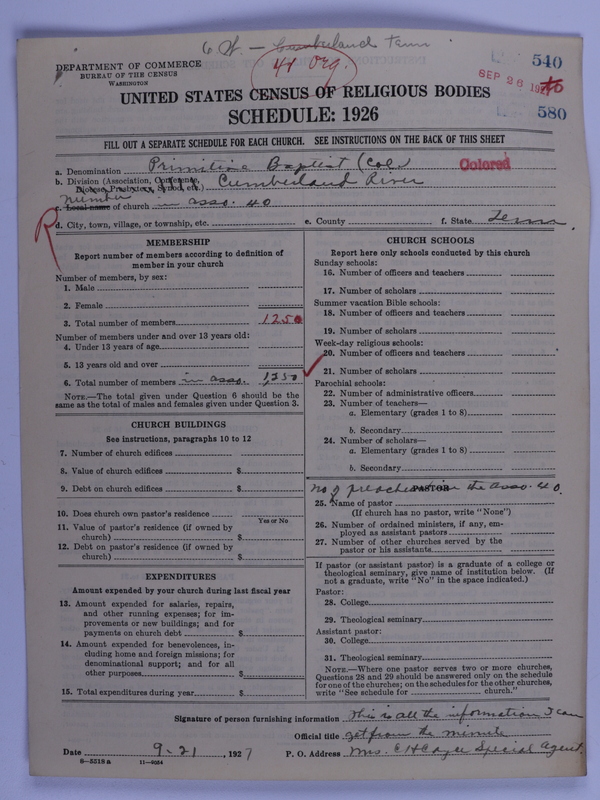 C. H. — Cumberland Tenn
41 org.
540
SEP 26 192
580
DEPARTMENT OF COMMERCE
BUREAU OF THE CENSUS
WASHINGTON
UNITED STATES CENSUS OF RELIGIOUS BODIES
SCHEDULE: 1926
FILL OUT A SEPARATE SCHEDULE FOR EACH CHURCH. SEE INSTRUCTIONS ON THE BACK OF THIS SHEET
a. Denomination Primitive Baptist (Col. Colored
b. Division (Association, Conference, Cumberland River
Diocese, Presbytery, Synod, etc.)
number
c. Local name of church in asso. 40
d. City, town, village, or township, etc. e. County f. State Tenn.
R
MEMBERSHIP
Report number of members according to definition of
member in your church
Number of members, by sex:
1. Male
2. Female
3. Total number of members 1250
Number of members under and over 13 years old:
4. Under 13 years of age
5. 13 years old and over
6. Total number of members in asso. 1,250
NOTE.—The total given under Question 6 should be the
same as the total of males and females given under Question 3.
CHURCH BUILDINGS
See instructions, paragraphs 10 to 12
7. Number of church edifices
8. Value of church edifices $
9. Debt on church edifices $
10. Does church own pastor's residence
Yes or No
11. Value of pastor's residence (if owned by
church) $
12. Debt on pastor's residence (if owned by
church) $
EXPENDITURES
Amount expended by your church during last fiscal year
13. Amount expended for salaries, repairs,
and other running expenses; for im-
provements or new buildings; and for
payments on church debt $
14. Amount expended for benevolences, in-
cluding home and foreign missions; for
denominational support; and for all
other purposes $
15. Total expenditures during year $
CHURCH SCHOOLS
Report here only schools conducted by this church
Sunday schools:
16. Number of officers and teachers
17. Number of scholars
Summer vacation Bible schools:
18. Number of officers and teachers
19. Number of scholars
Week-day religious schools:
20. Number of officers and teachers
21. Number of scholars
Parochial schools:
22. Number of administrative officers
23. Number of teachers—
a. Elementary (grades 1 to 8)
b. Secondary
24. Number of scholars—
a. Elementary (grades 1 to 8)
b. Secondary
No of preachers in the asso. 40.
PASTOR
25. Name of pastor
(If church has no pastor, write "None")
26. Number of ordained ministers, if any, em-
ployed as assistant pastors
27. Number of other churches served by the
pastor or his assistants
If pastor (or assistant pastor) is a graduate of a college or
theological seminary, give name of institution below. (If
not a graduate, write "No" in the space indicated.)
Pastor:
28. College
29. Theological seminary
Assistant pastor:
30. College
31. Theological seminary
NOTE.—Where one pastor serves two or more churches,
Questions 28 and 29 should be answered only on the schedule
for one of the churches; on the schedules for the other churches,
write "See schedule for church."
Signature of person furnishing information This is all the information I can
Official title get from the minute
Date 9-21, 1927 P. O. Address Mrs. E H Cayce Special Agent.
8-5518a 11-9054